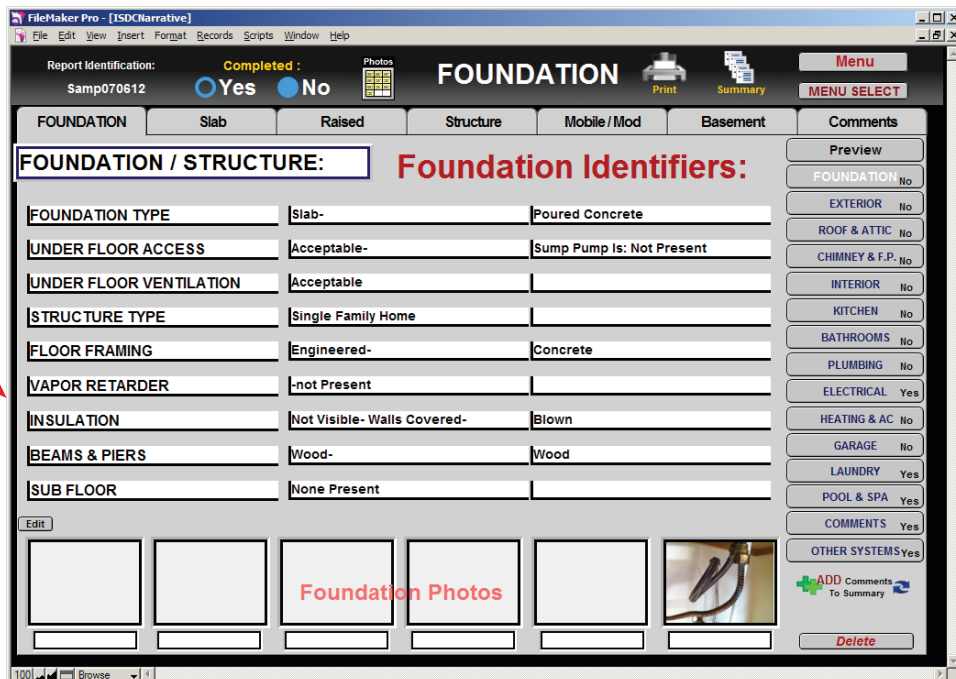 FileMaker Pro - [ISDCNarrative]
File Edit View Insert Format Records Scripts Window Help
Report Identification:
Samp070612
Completed :
Yes No
Photos
FOUNDATION
Print
Summary
Menu
MENU SELECT
FOUNDATION Slab Raised Structure Mobile / Mod Basement Comments
FOUNDATION / STRUCTURE:
Foundation Identifiers:
FOUNDATION TYPE Slab- Poured Concrete
UNDER FLOOR ACCESS Acceptable- Sump Pump Is: Not Present
UNDER FLOOR VENTILATION Acceptable
STRUCTURE TYPE Single Family Home
FLOOR FRAMING Engineered- Concrete
VAPOR RETARDER -not Present
INSULATION Not Visible- Walls Covered- Blown
BEAMS & PIERS Wood- Wood
SUB FLOOR None Present
Edit
Foundation Photos
Preview
FOUNDATION No
EXTERIOR No
ROOF & ATTIC No
CHIMNEY & F.P. No
INTERIOR No
KITCHEN No
BATHROOMS No
PLUMBING No
ELECTRICAL Yes
HEATING & AC No
GARAGE No
LAUNDRY Yes
POOL & SPA Yes
COMMENTS Yes
OTHER SYSTEMS Yes
ADD Comments
To Summary
Delete
100 Browse